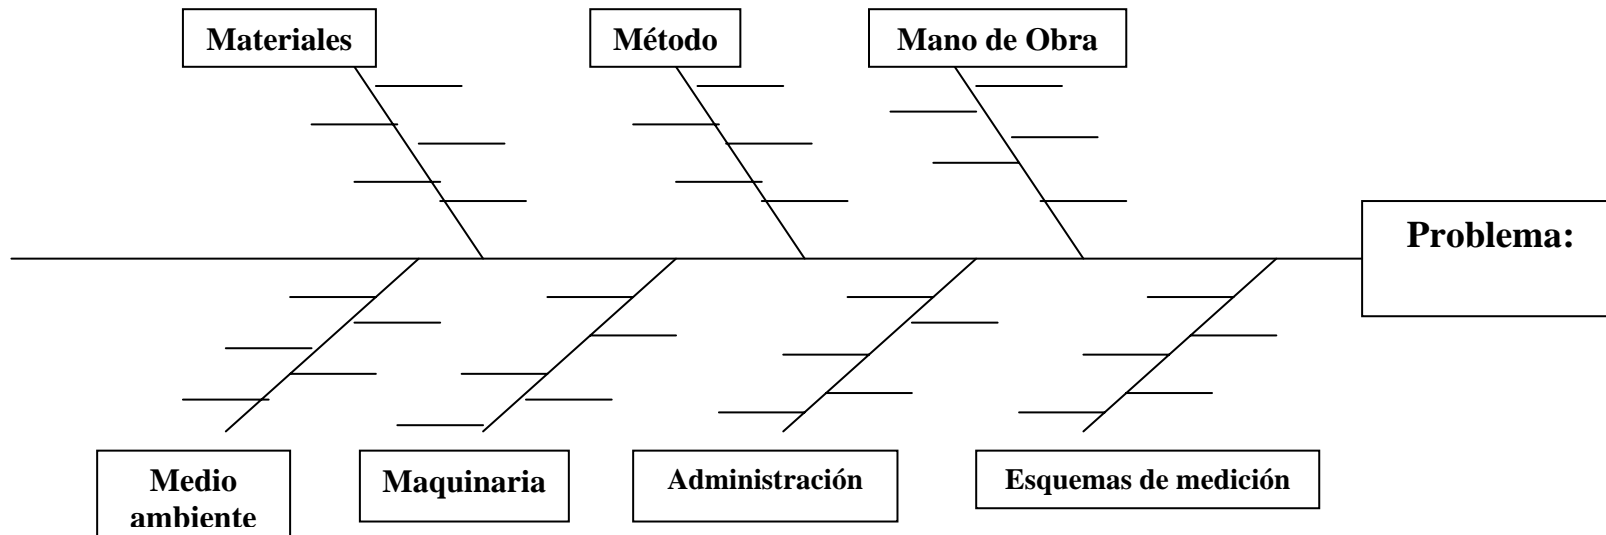 Materiales
Método
Mano de Obra
Problema:
Medio
ambiente
Maquinaria
Administración
Esquemas de medición